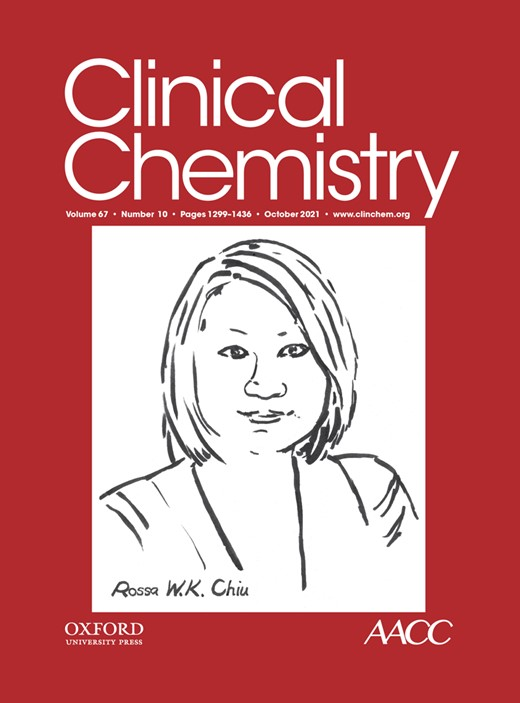 Clinical
Chemistry
Volume 67 • Number 10 • Pages 1299-1436 • October 2021 • www.clinchem.org
Rossa W.K. Chiu
OXFORD
UNIVERSITY PRESS
AACC